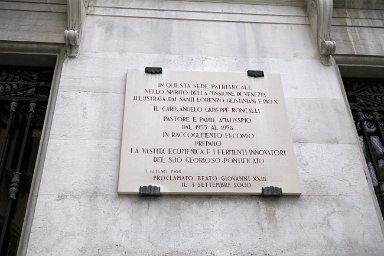 IN QUESTA SEDE PATRIARCALE
NELLO SPIRITO DELLA MISSIONE DI VENEZIA
ILLUSTRATA DAI SANTI LORENZO GIUSTINIANI E PIO X
IL CARD. ANGELO GIUSEPPE RONCALLI
PASTORE E PADRE AMATISSIMO
DAL 1953 AL 1958
IN RACCOGLIMENTO FECONDO
PREPARÒ
LA VASTITÀ ECUMENICA E I FERMENTI INNOVATORI
DEL SUO GLORIOSO PONTIFICATO
3 GIUGNO
PROCLAMATO BEATO GIOVANNI XXIII
IL 3 SETTEMBRE 2000